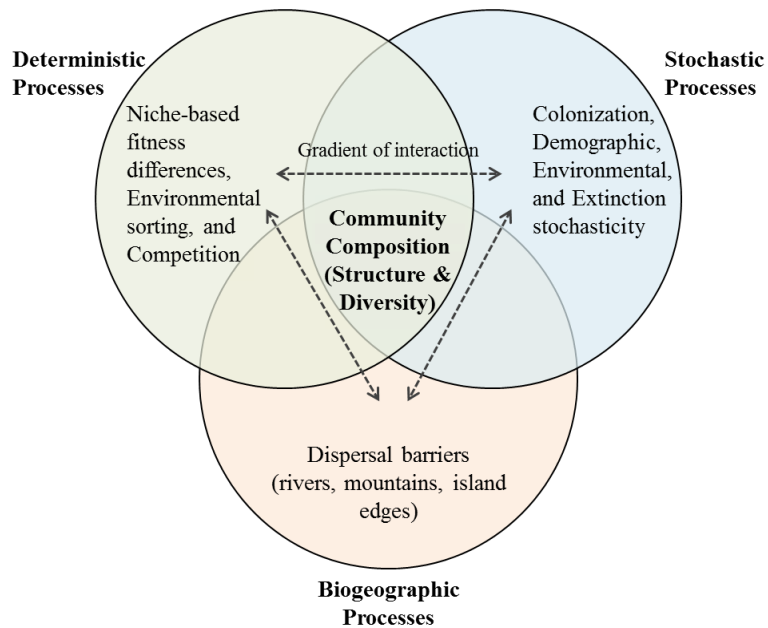 Deterministic
Processes
Stochastic
Processes
Niche-based
fitness
differences,
Environmental
sorting, and
Competition
Gradient of interaction
Colonization,
Demographic,
Environmental,
and Extinction
stochasticity
Community
Composition
(Structure &
Diversity)
Dispersal barriers
(rivers, mountains, island
edges)
Biogeographic
Processes